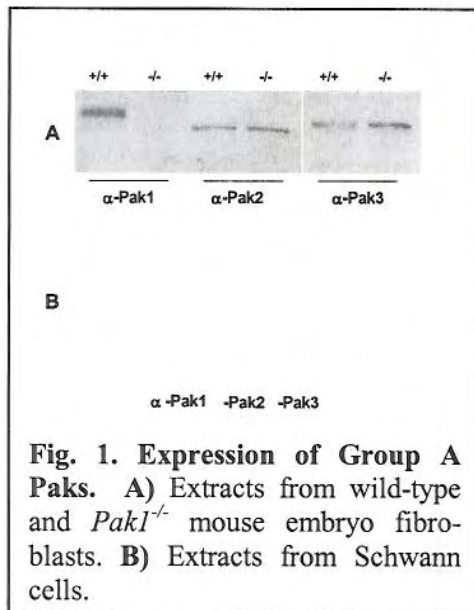 +/+ -/- +/+ -/- +/+ -/-
A
α-Pak1 α-Pak2 α-Pak3
B
α -Pak1 -Pak2 -Pak3
Fig. 1. Expression of Group A
Paks. A) Extracts from wild-type
and Pak1-/- mouse embryo fibro-
blasts. B) Extracts from Schwann
cells.